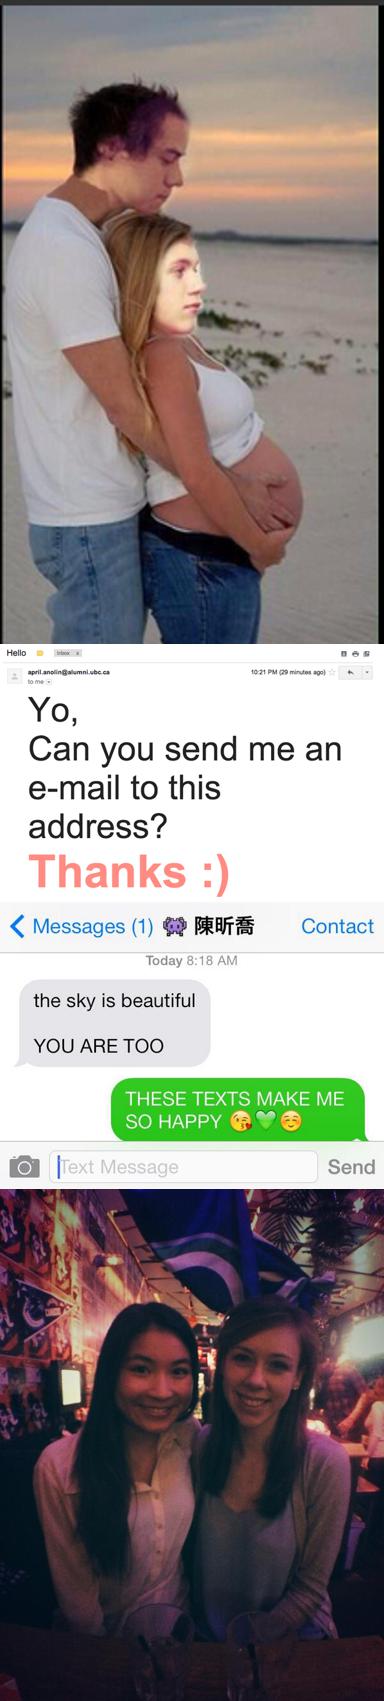 Hello
Inbox x
april.anolin@alumni.ubc.ca
10:21 PM (29 minutes ago)
to me
Yo,
Can you send me an
e-mail to this
address?
Thanks :)
Messages (1) 👾 陳昕喬 Contact
Today 8:18 AM
the sky is beautiful
YOU ARE TOO
THESE TEXTS MAKE ME
SO HAPPY 😘💚☺️
Text Message
Send